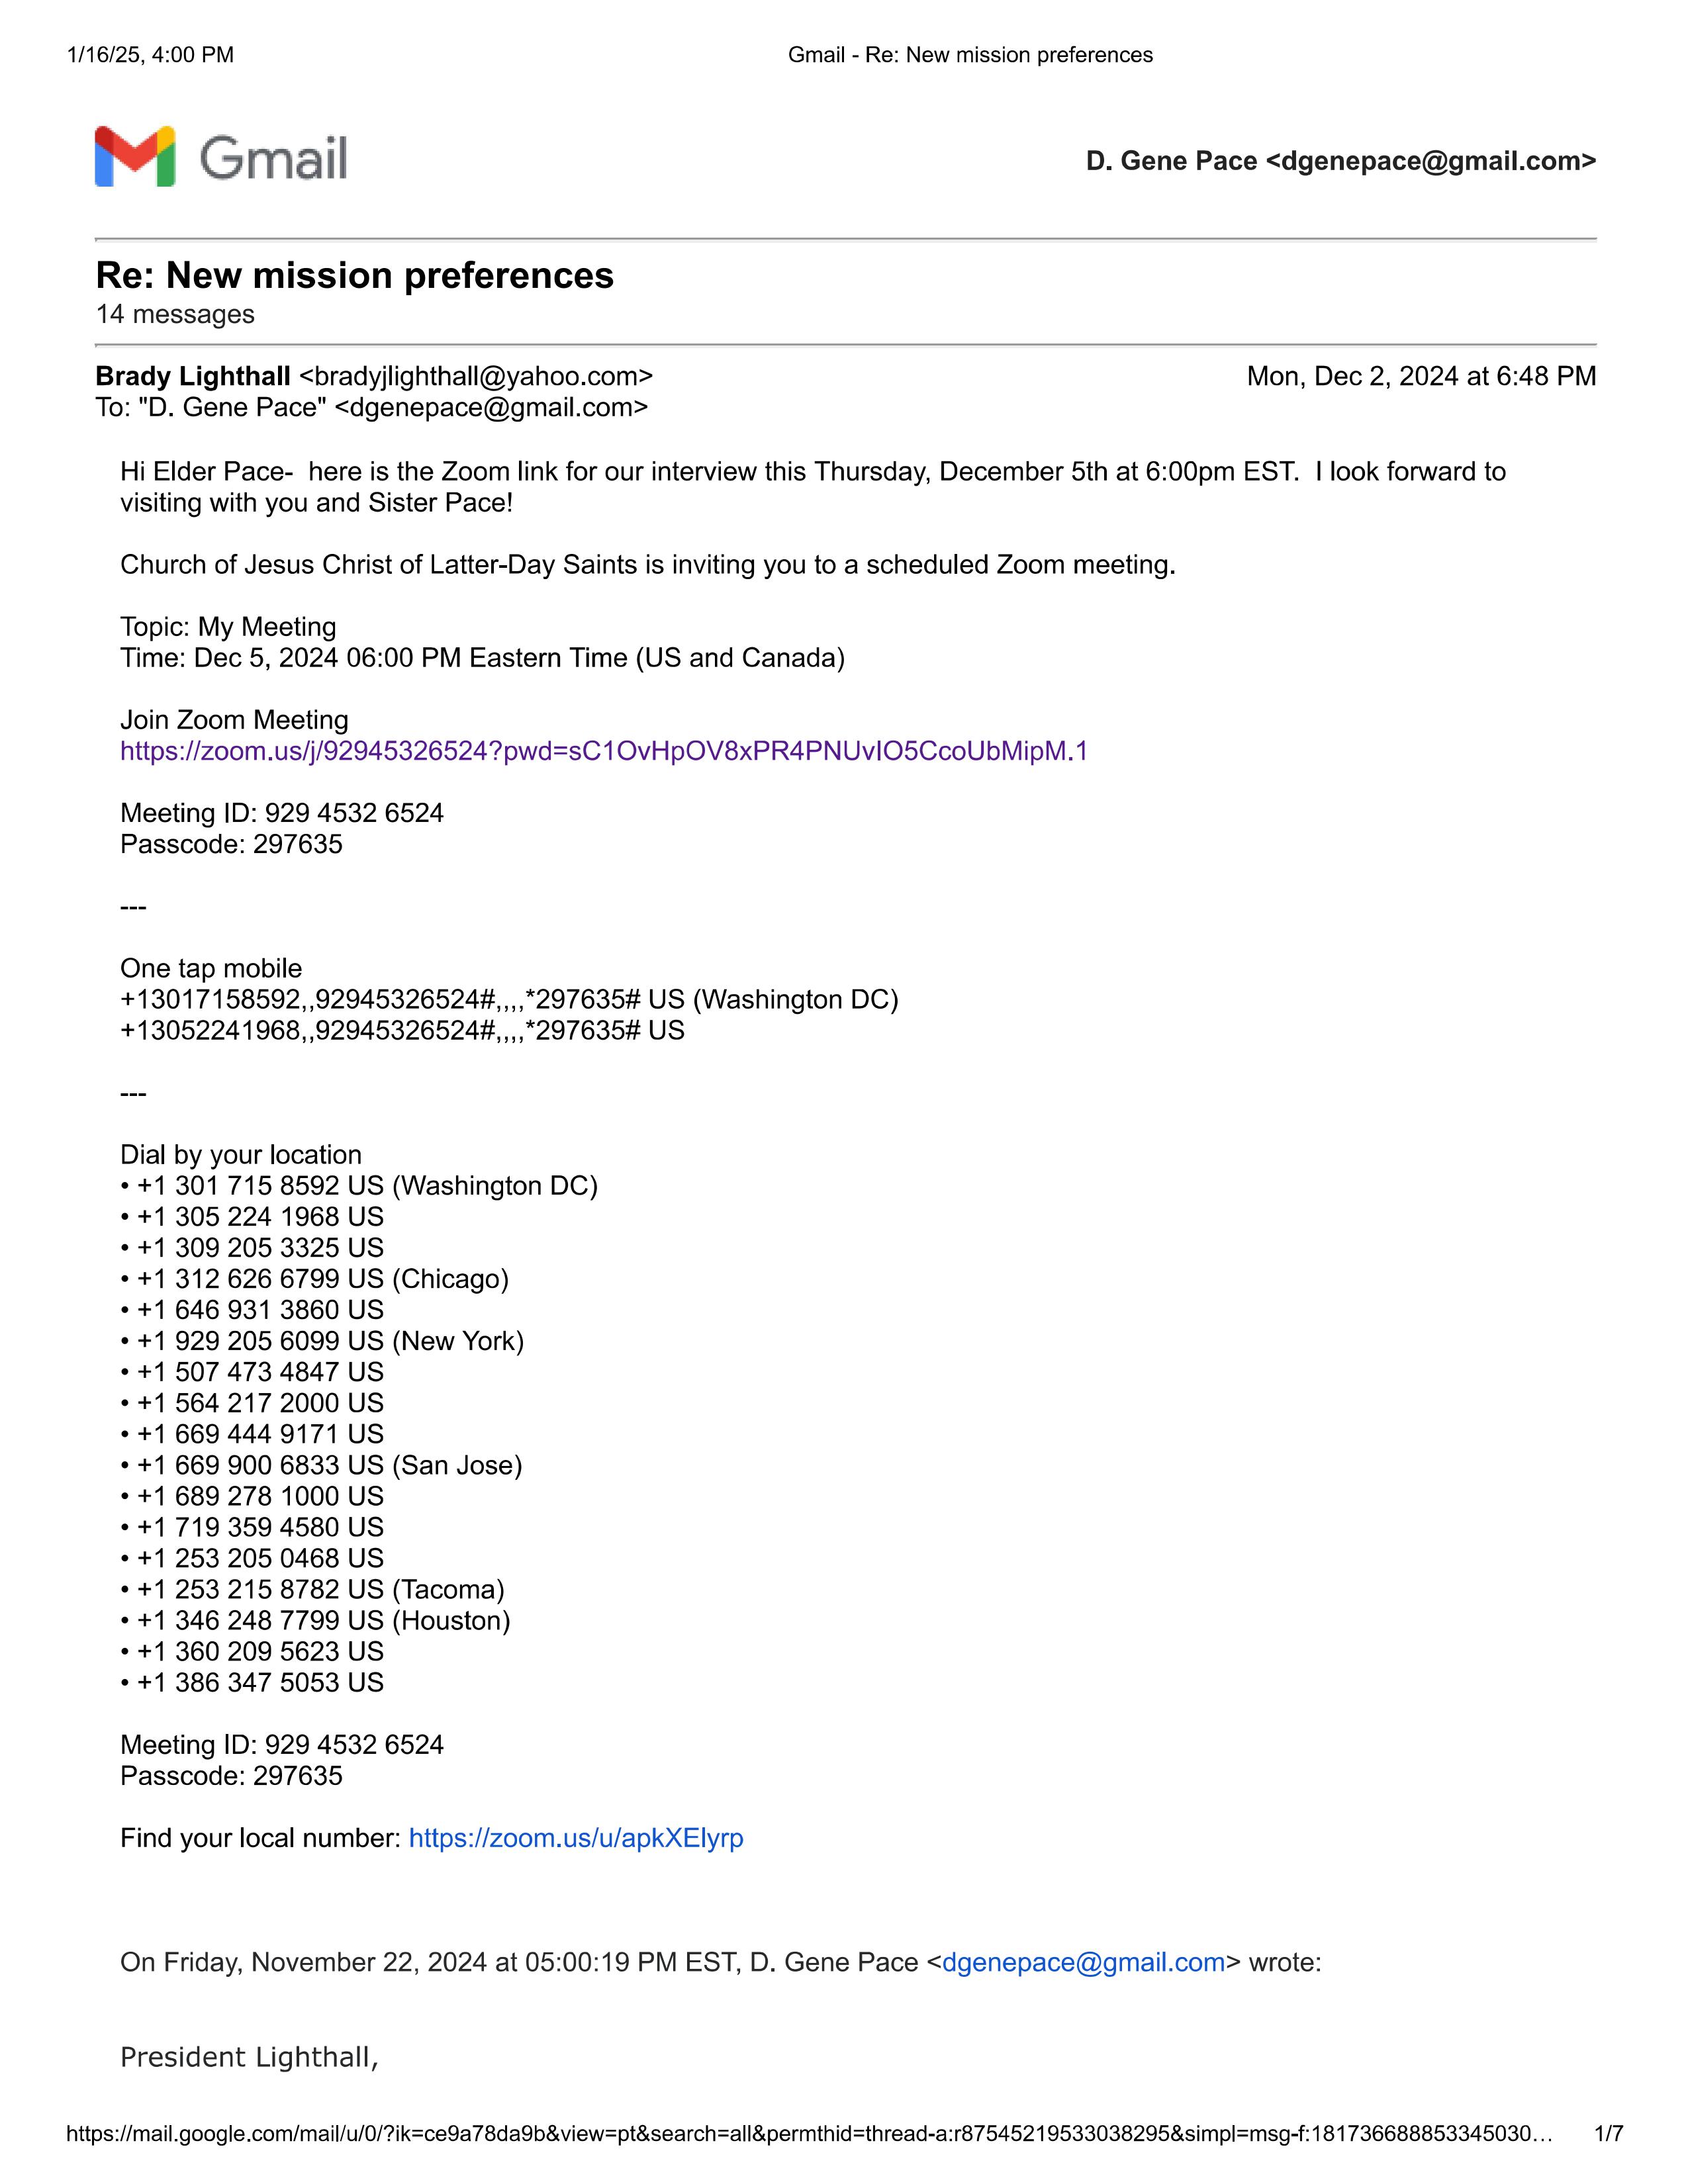 1/16/25, 4:00 PM
Gmail - Re: New mission preferences
Gmail
D. Gene Pace <dgenepace@gmail.com>
Re: New mission preferences
14 messages
Brady Lighthall <bradyjlighthall@yahoo.com>
Mon, Dec 2, 2024 at 6:48 PM
To: "D. Gene Pace" <dgenepace@gmail.com>
Hi Elder Pace-  here is the Zoom link for our interview this Thursday, December 5th at 6:00pm EST.  I look forward to
visiting with you and Sister Pace!
Church of Jesus Christ of Latter-Day Saints is inviting you to a scheduled Zoom meeting.
Topic: My Meeting
Time: Dec 5, 2024 06:00 PM Eastern Time (US and Canada)
Join Zoom Meeting
https://zoom.us/j/92945326524?pwd=sC1OvHpOV8xPR4PNUvIO5CcoUbMipM.1
Meeting ID: 929 4532 6524
Passcode: 297635
---
One tap mobile
+13017158592,,92945326524#,,,,*297635# US (Washington DC)
+13052241968,,92945326524#,,,,*297635# US
---
Dial by your location
• +1 301 715 8592 US (Washington DC)
• +1 305 224 1968 US
• +1 309 205 3325 US
• +1 312 626 6799 US (Chicago)
• +1 646 931 3860 US
• +1 929 205 6099 US (New York)
• +1 507 473 4847 US
• +1 564 217 2000 US
• +1 669 444 9171 US
• +1 669 900 6833 US (San Jose)
• +1 689 278 1000 US
• +1 719 359 4580 US
• +1 253 205 0468 US
• +1 253 215 8782 US (Tacoma)
• +1 346 248 7799 US (Houston)
• +1 360 209 5623 US
• +1 386 347 5053 US
Meeting ID: 929 4532 6524
Passcode: 297635
Find your local number: https://zoom.us/u/apkXElyrp
On Friday, November 22, 2024 at 05:00:19 PM EST, D. Gene Pace <dgenepace@gmail.com> wrote:
President Lighthall,
https://mail.google.com/mail/u/0/?ik=ce9a78da9b&view=pt&search=all&permthid=thread-a:r87545219533038295&simpl=msg-f:181736688853345030…
1/7